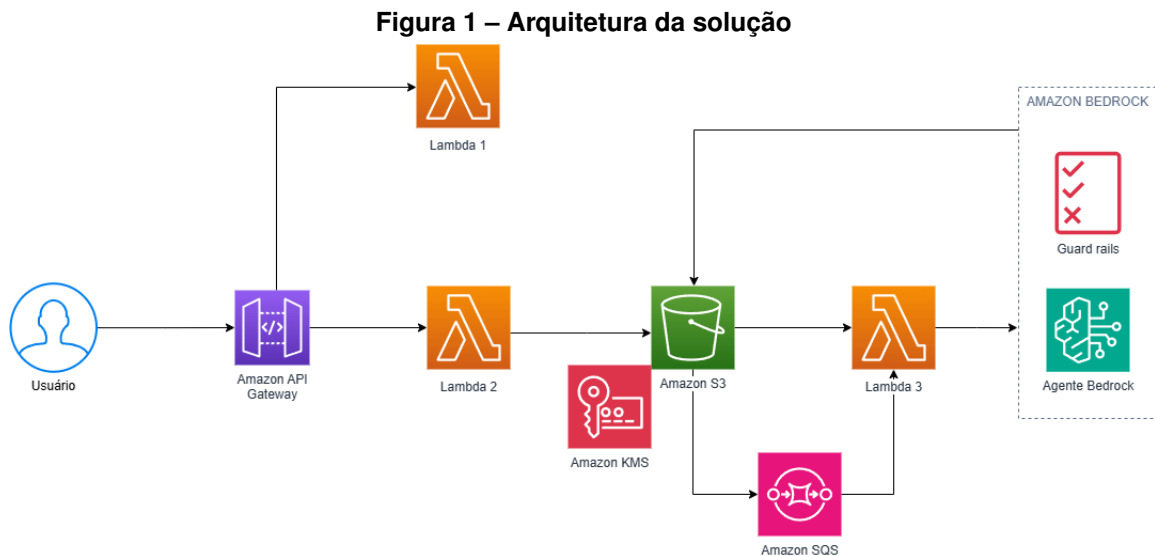 Figura 1 – Arquitetura da solução
Lambda 1
AMAZON BEDROCK
Guard rails
Usuário
Amazon API
Gateway
Lambda 2
Amazon S3
Lambda 3
Agente Bedrock
Amazon KMS
Amazon SQS